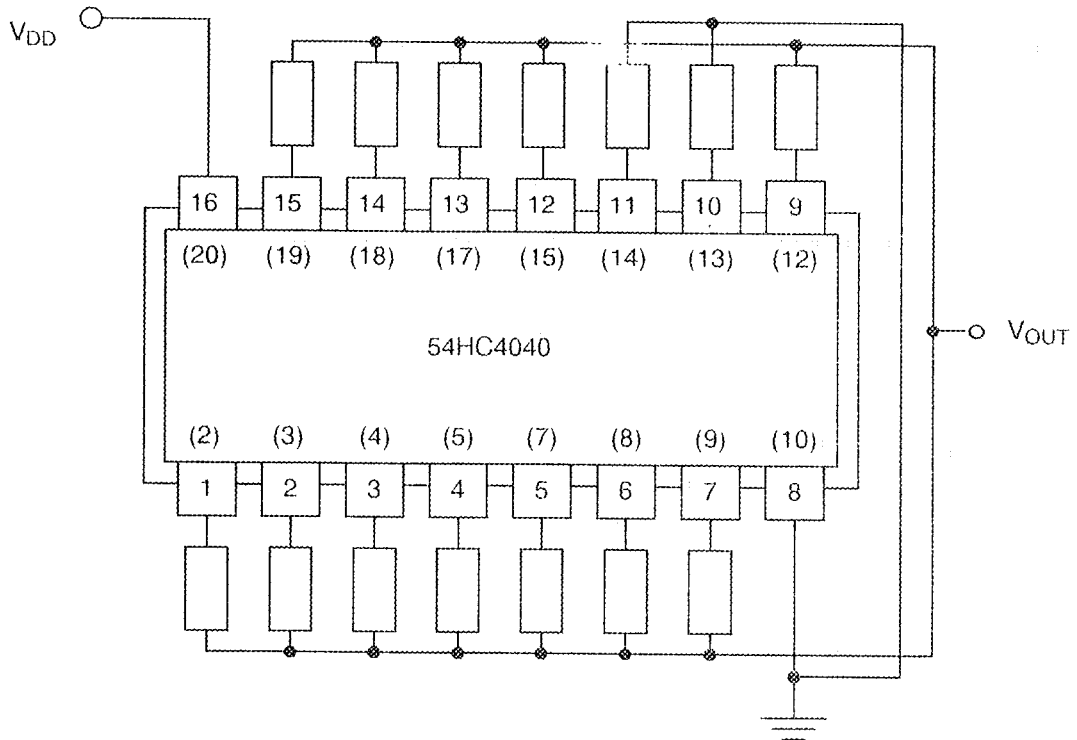 V_DD
16 15 14 13 12 11 10 9
(20) (19) (18) (17) (15) (14) (13) (12)
54HC4040
V_OUT
(2) (3) (4) (5) (7) (8) (9) (10)
1 2 3 4 5 6 7 8